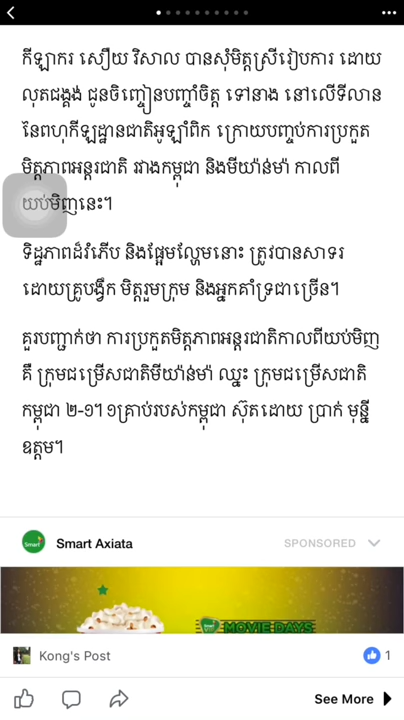 កីឡាករ សឿយ វិសាល បានសុំមិត្តស្រីរៀបការ ដោយ
លុតជង្គង់ ជូនចិញ្ចៀនបញ្ចាំចិត្ត ទៅនាង នៅលើទីលាន
នៃពហុកីឡដ្ឋានជាតិអូឡាំពិក ក្រោយបញ្ចប់ការប្រកួត
មិត្តភាពអន្តរជាតិ រវាងកម្ពុជា និងមីយ៉ាន់ម៉ា កាលពី
យប់មិញនេះ។
ទិដ្ឋភាពដ៏រំភើប និងផ្អែមល្ហែមនោះ ត្រូវបានសាទរ
ដោយគ្រូបង្វឹក មិត្តរួមក្រុម និងអ្នកគាំទ្រជាច្រើន។
គួរបញ្ជាក់ថា ការប្រកួតមិត្តភាពអន្តរជាតិកាលពីយប់មិញ
គឺ ក្រុមជម្រើសជាតិមីយ៉ាន់ម៉ា ឈ្នះ ក្រុមជម្រើសជាតិ
កម្ពុជា ២-១។ ១គ្រាប់របស់កម្ពុជា ស៊ុតដោយ ប្រាក់ មុន្នី
ឧត្តម។
Smart Axiata
SPONSORED
Smart
MOVIE DAYS
Kong's Post
1
See More